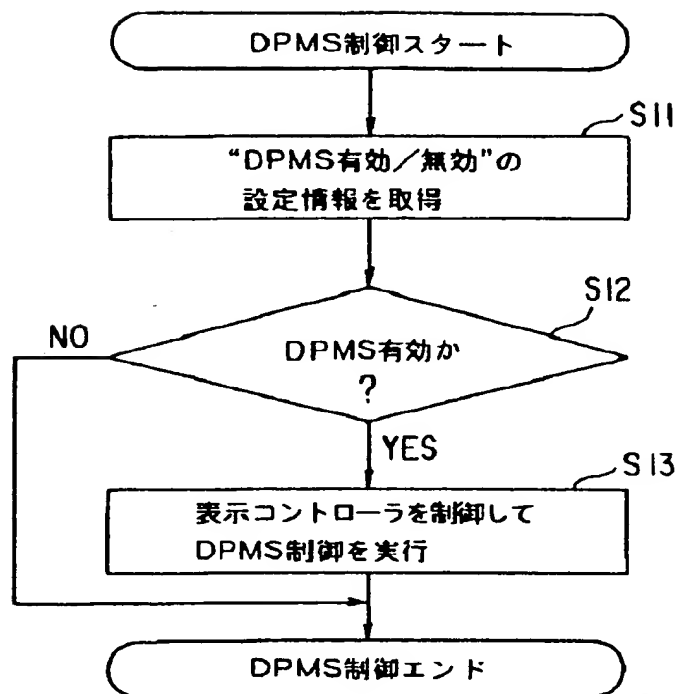 DPMS制御スタート
S11
“DPMS有効／無効”の
設定情報を取得
S12
DPMS有効か
?
NO
YES
S13
表示コントローラを制御して
DPMS制御を実行
DPMS制御エンド